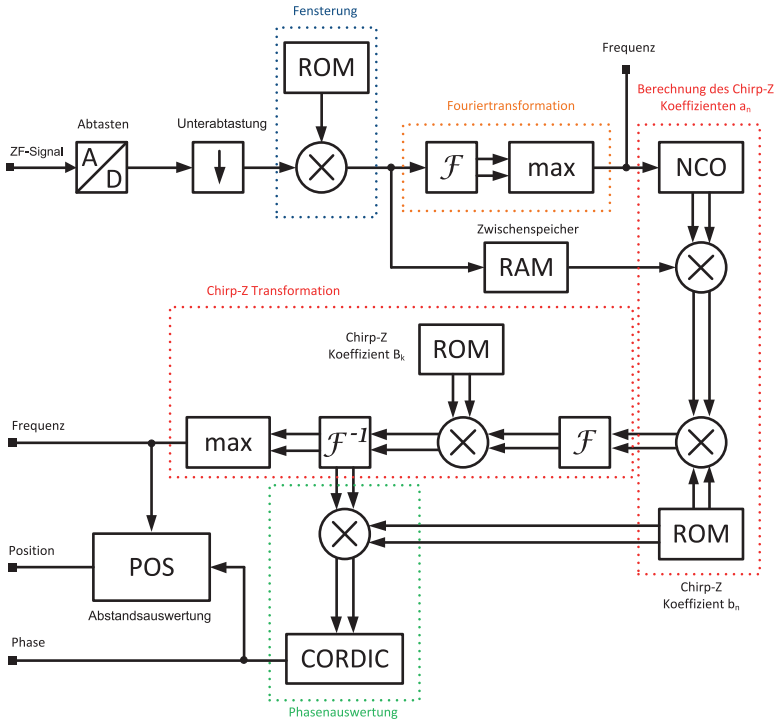 Fensterung
ROM
Frequenz
Berechnung des Chirp-Z
Koeffizienten aₙ
Fouriertransformation
Abtasten
Unterabtastung
ZF-Signal
A
D
ℱ
max
NCO
Zwischenspeicher
RAM
Chirp-Z Transformation
Chirp-Z
Koeffizient Bₖ
ROM
Frequenz
max
ℱ⁻¹
ℱ
ROM
Position
POS
Abstandsauswertung
Chirp-Z
Koeffizient bₙ
Phase
CORDIC
Phasenauswertung